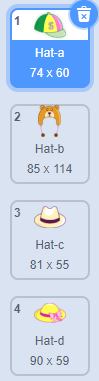 1
Hat-a
74 x 60
2
Hat-b
85 x 114
3
Hat-c
81 x 55
4
Hat-d
90 x 59